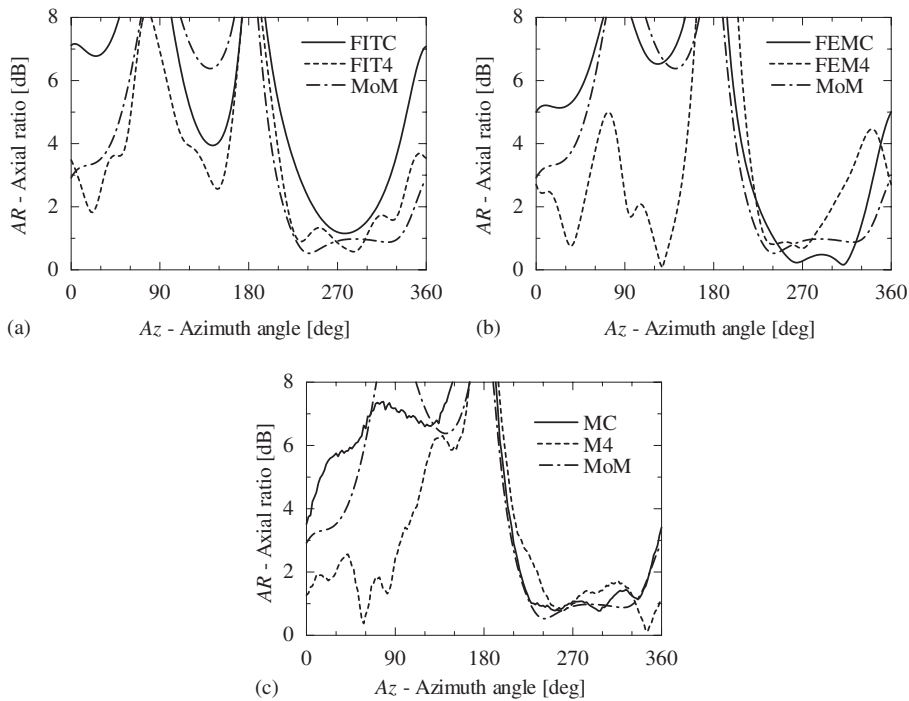 8
6
4
2
0
AR - Axial ratio [dB]
FITC
FIT4
MoM
0 90 180 270 360
(a) Az - Azimuth angle [deg]
8
6
4
2
0
AR - Axial ratio [dB]
FEMC
FEM4
MoM
0 90 180 270 360
(b) Az - Azimuth angle [deg]
8
6
4
2
0
AR - Axial ratio [dB]
MC
M4
MoM
0 90 180 270 360
(c) Az - Azimuth angle [deg]